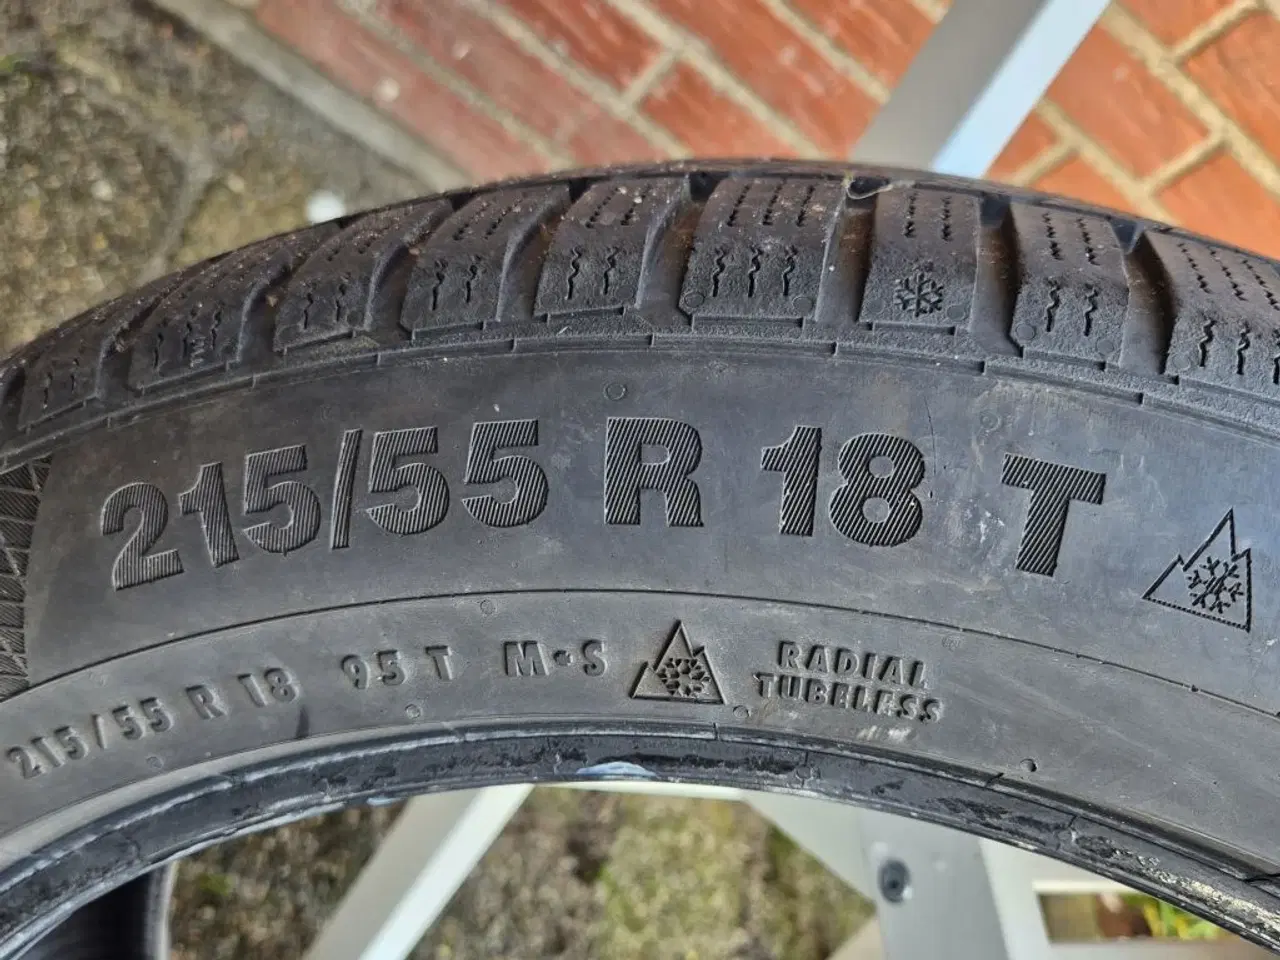 215/55 R 18 T
215/55 R 18 95 T M•S RADIAL
TUBELESS